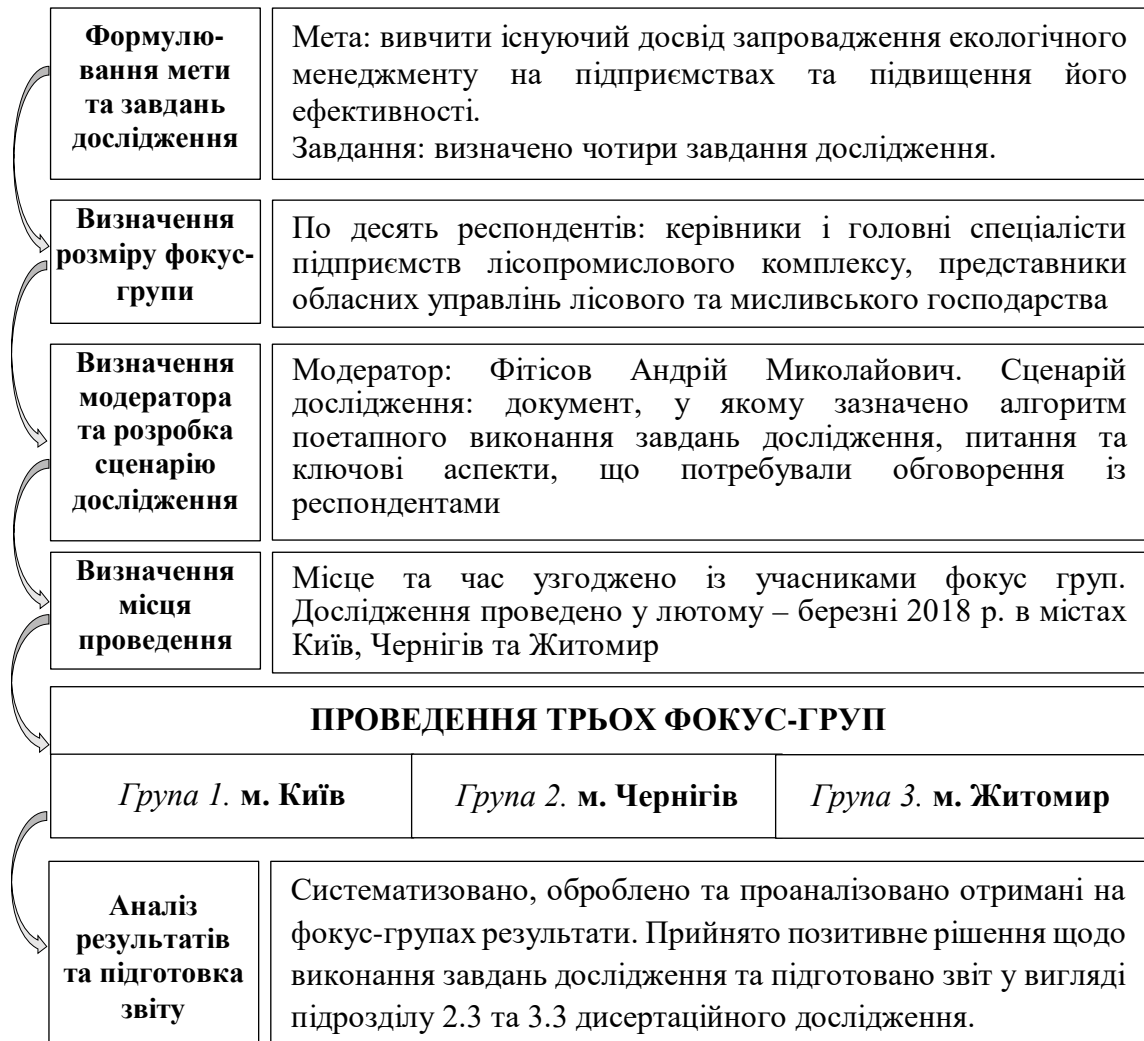 Формулю-
вання мети
та завдань
дослідження
Мета: вивчити існуючий досвід запровадження екологічного
менеджменту на підприємствах та підвищення його
ефективності.
Завдання: визначено чотири завдання дослідження.
Визначення
розміру фокус-
групи
По десять респондентів: керівники і головні спеціалісти
підприємств лісопромислового комплексу, представники
обласних управлінь лісового та мисливського господарства
Визначення
модератора
та розробка
сценарію
дослідження
Модератор: Фітісов Андрій Миколайович. Сценарій
дослідження: документ, у якому зазначено алгоритм
поетапного виконання завдань дослідження, питання та
ключові аспекти, що потребували обговорення із
респондентами
Визначення
місця
проведення
Місце та час узгоджено із учасниками фокус груп.
Дослідження проведено у лютому – березні 2018 р. в містах
Київ, Чернігів та Житомир
ПРОВЕДЕННЯ ТРЬОХ ФОКУС-ГРУП
Група 1. м. Київ
Група 2. м. Чернігів
Група 3. м. Житомир
Аналіз
результатів
та підготовка
звіту
Систематизовано, оброблено та проаналізовано отримані на
фокус-групах результати. Прийнято позитивне рішення щодо
виконання завдань дослідження та підготовано звіт у вигляді
підрозділу 2.3 та 3.3 дисертаційного дослідження.